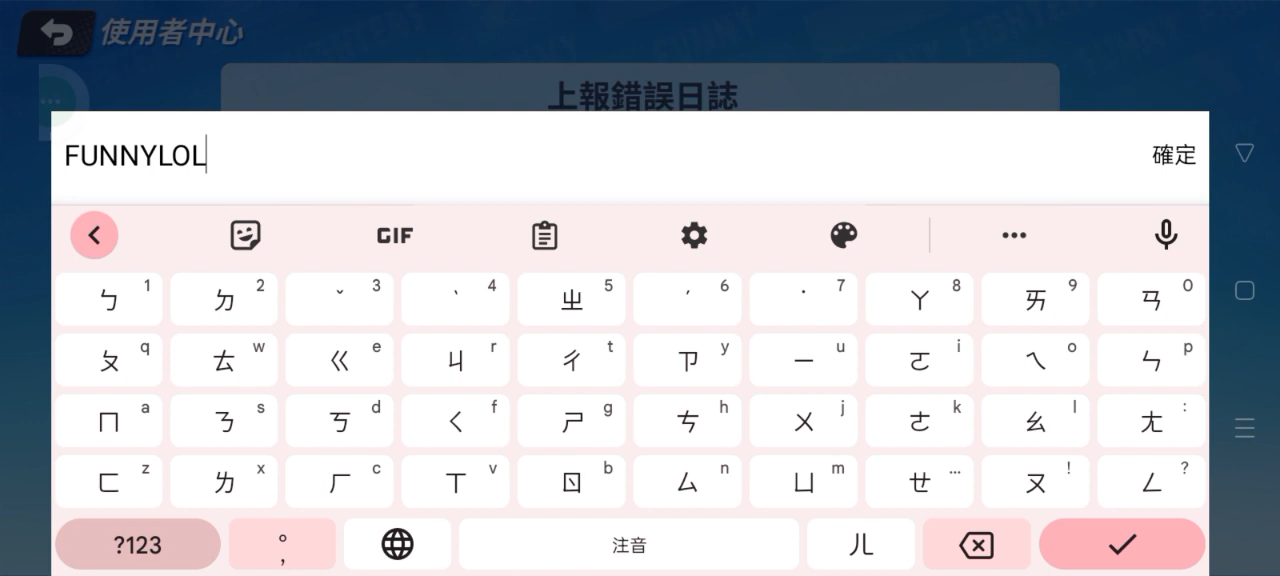 使用者中心
上報錯誤日誌
FUNNYLOL
確定
GIF
ㄅ 1 ㄉ 2 ˇ 3 ˋ 4 ㄓ 5 ˊ 6 ˙ 7 ㄚ 8 ㄞ 9 ㄢ 0
ㄆ q ㄊ w ㄍ e ㄐ r ㄔ t ㄗ y ㄧ u ㄛ i ㄟ o ㄣ p
ㄇ a ㄋ s ㄎ d ㄑ f ㄕ g ㄘ h ㄨ j ㄜ k ㄠ l ㄤ :
ㄈ z ㄌ x ㄏ c ㄒ v ㄖ b ㄙ n ㄩ m ㄝ … ㄡ ! ㄥ ?
?123 ° , 注音 ㄦ